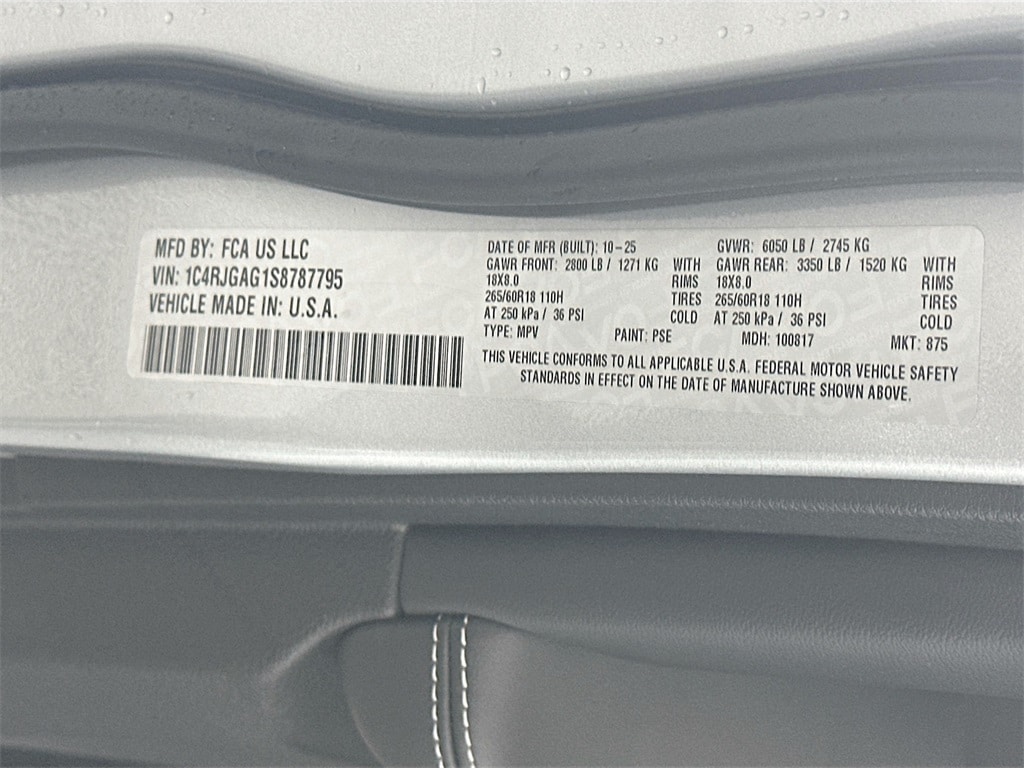 MFD BY: FCA US LLC
VIN: 1C4RJGAG1S8787795
VEHICLE MADE IN: U.S.A.
DATE OF MFR (BUILT): 10-25
GAWR FRONT: 2800 LB / 1271 KG WITH
18X8.0 RIMS
265/60R18 110H TIRES
AT 250 kPa / 36 PSI COLD
GVWR: 6050 LB / 2745 KG
GAWR REAR: 3350 LB / 1520 KG WITH
18X8.0 RIMS
265/60R18 110H TIRES
AT 250 kPa / 36 PSI COLD
TYPE: MPV PAINT: PSE MDH: 100817 MKT: 875
THIS VEHICLE CONFORMS TO ALL APPLICABLE U.S.A. FEDERAL MOTOR VEHICLE SAFETY
STANDARDS IN EFFECT ON THE DATE OF MANUFACTURE SHOWN ABOVE.